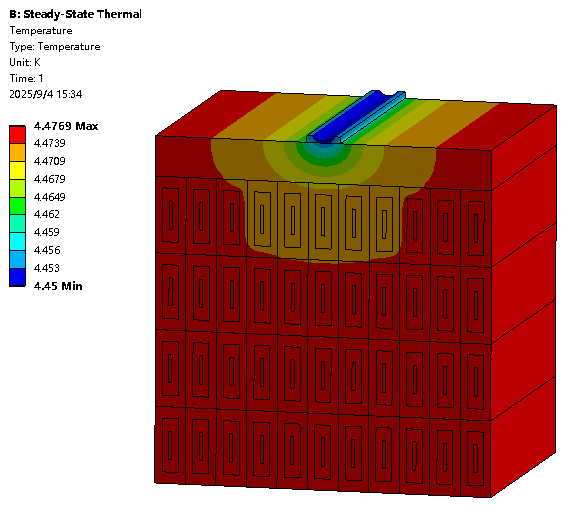 B: Steady-State Thermal
Temperature
Type: Temperature
Unit: K
Time: 1
2025/9/4 15:34
4.4769 Max
4.4739
4.4709
4.4679
4.4649
4.462
4.459
4.456
4.453
4.45 Min